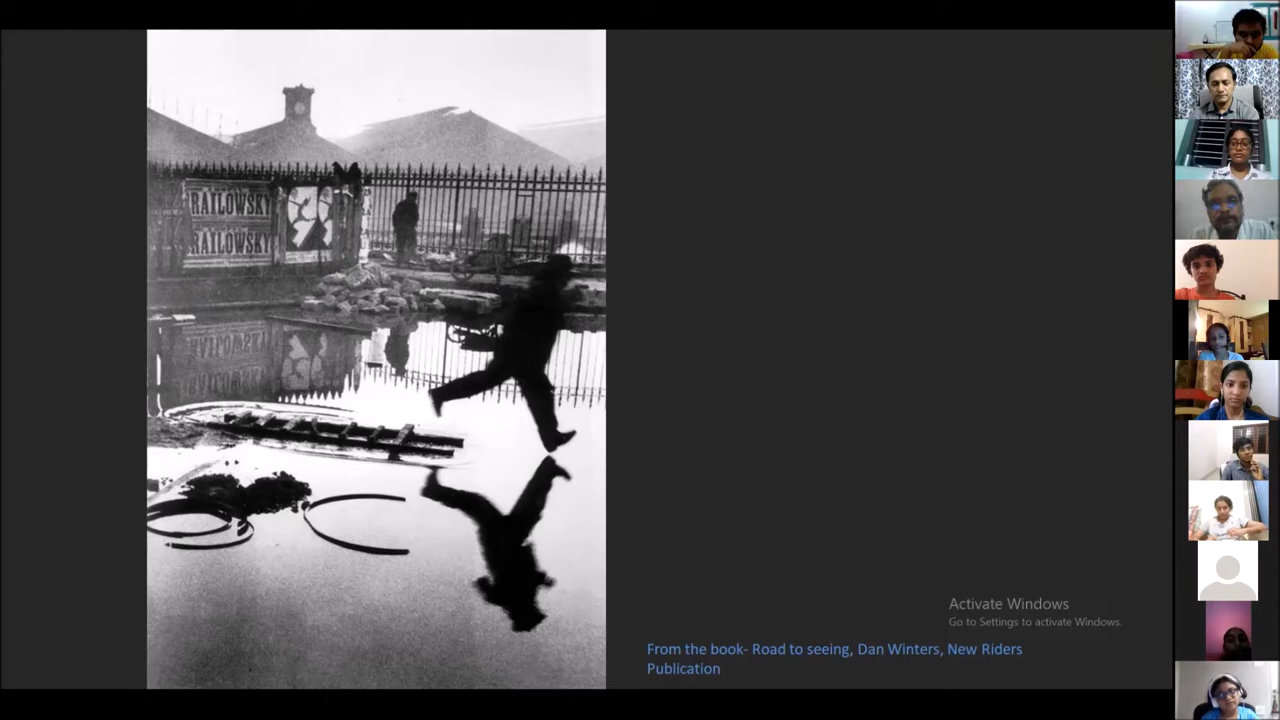 RAILOWSKY
RAILOWSKY
Activate Windows
Go to Settings to activate Windows.
From the book- Road to seeing, Dan Winters, New Riders
Publication